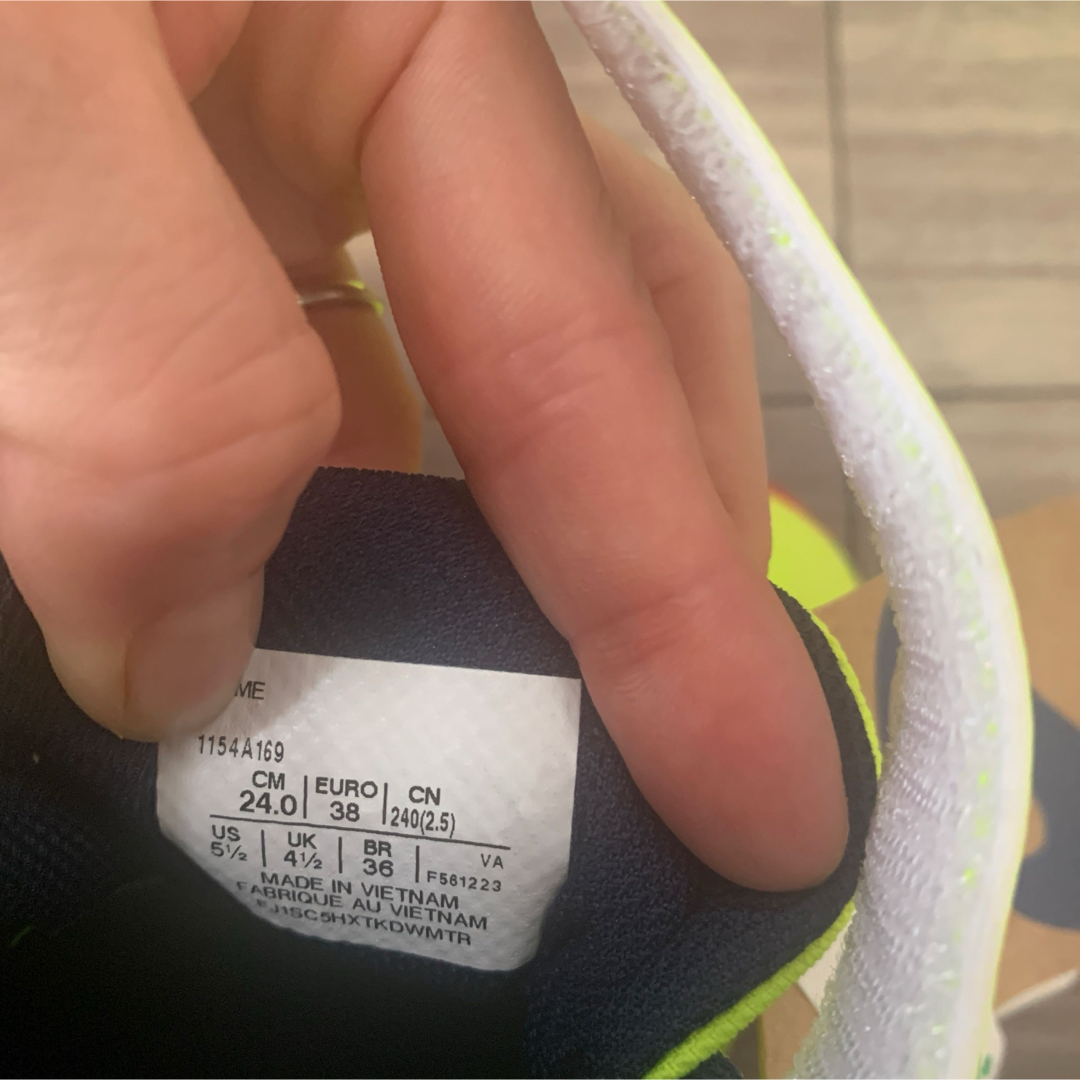 ME
1154A169
CM EURO CN
24.0 38 240(2.5)
US UK BR VA
5½ 4½ 36 F561223
MADE IN VIETNAM
FABRIQUE AU VIETNAM